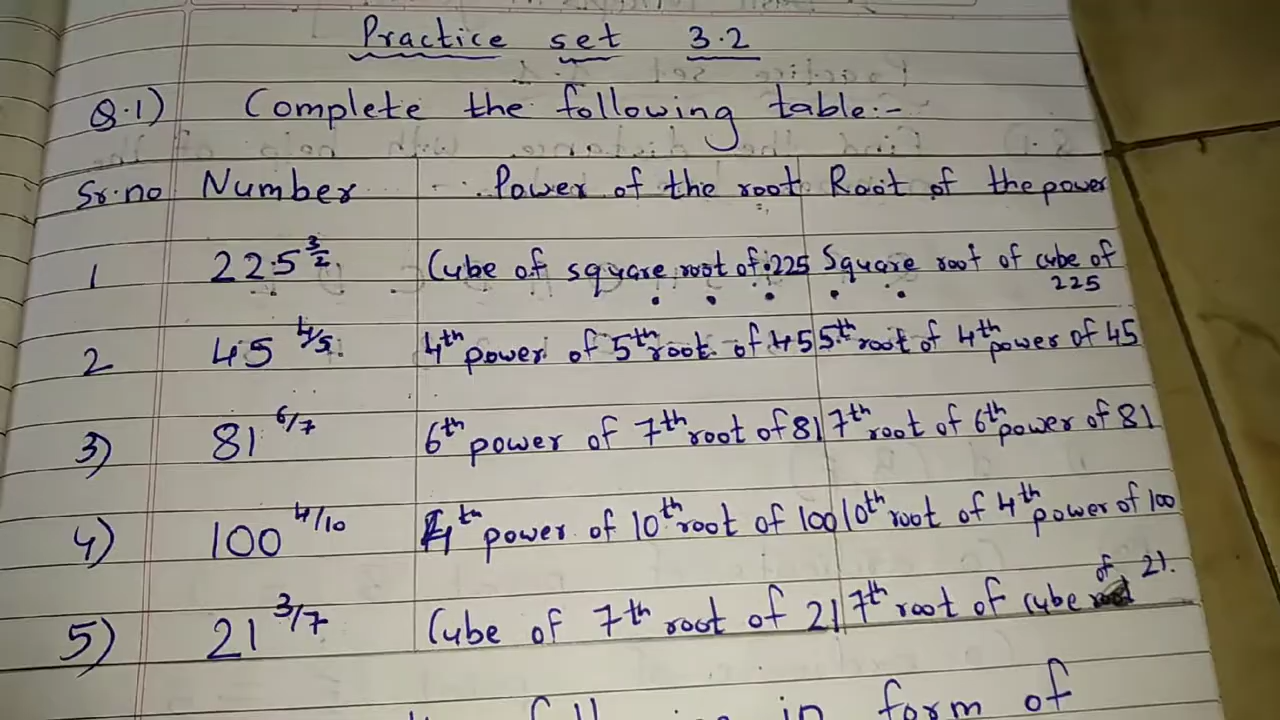 Practice set 3.2
Q.1) Complete the following table:-
Sr.no Number Power of the root Root of the power
1 225^3/2 Cube of square root of 225 Square root of cube of 225
2 45^4/5 4th power of 5th root of 45 5th root of 4th power of 45
3) 81^6/7 6th power of 7th root of 81 7th root of 6th power of 81
4) 100^4/10 4th power of 10th root of 100 10th root of 4th power of 100
5) 21^3/7 Cube of 7th root of 21 7th root of cube of 21.
in form of